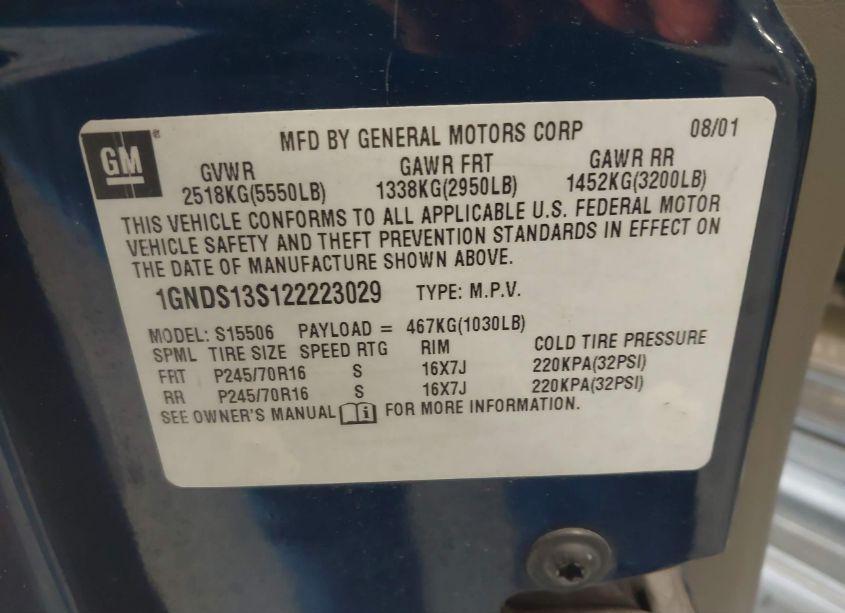 GM ®
MFD BY GENERAL MOTORS CORP 08/01
GVWR GAWR FRT GAWR RR
2518KG(5550LB) 1338KG(2950LB) 1452KG(3200LB)
THIS VEHICLE CONFORMS TO ALL APPLICABLE U.S. FEDERAL MOTOR
VEHICLE SAFETY AND THEFT PREVENTION STANDARDS IN EFFECT ON
THE DATE OF MANUFACTURE SHOWN ABOVE.
1GNDS13S122223029 TYPE: M.P.V.
MODEL: S15506 PAYLOAD = 467KG(1030LB)
SPML TIRE SIZE SPEED RTG RIM COLD TIRE PRESSURE
FRT P245/70R16 S 16X7J 220KPA(32PSI)
RR P245/70R16 S 16X7J 220KPA(32PSI)
SEE OWNER'S MANUAL i FOR MORE INFORMATION.